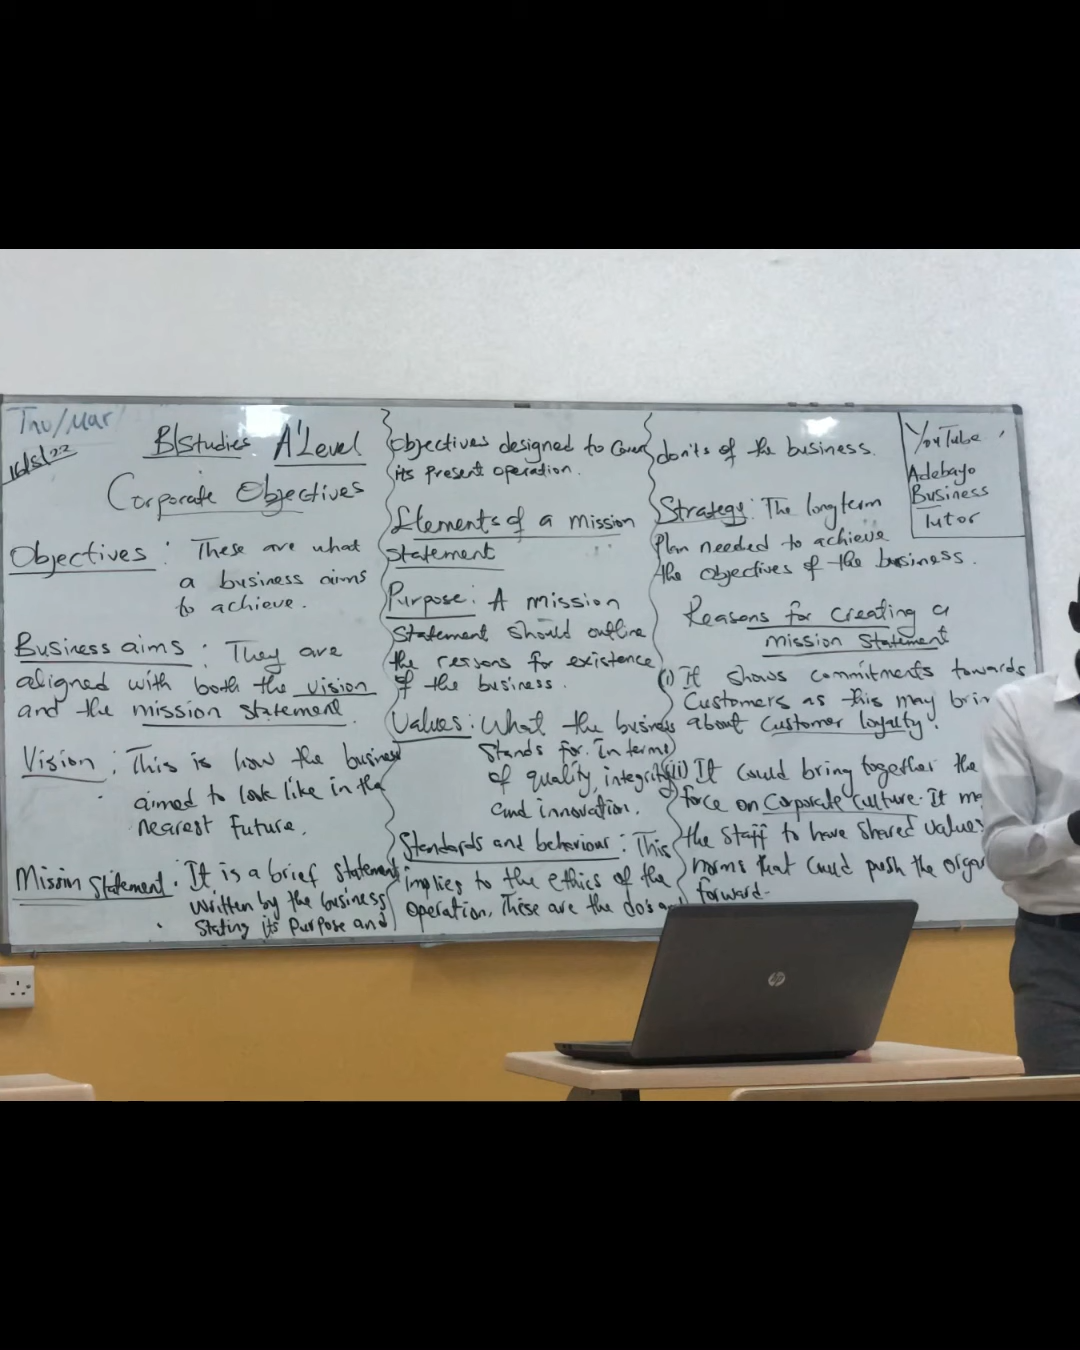 Thu/Mar
16/5/22
B/Studies A'Level
Corporate Objectives
Objectives: These are what
a business aims
to achieve.
Business aims: They are
aligned with both the vision
and the mission statement.
Vision: This is how the business
aimed to look like in the
nearest future.
Mission Statement: It is a brief statement
written by the business
stating its purpose and
objectives designed to cover
its present operation.
Elements of a mission
statement
Purpose: A mission
statement should outline
the reasons for existence
of the business.
Values: What the business
stands for. In terms
of quality, integrity
and innovation.
Standards and behaviour: This
implies to the ethics of the
operation. These are the do's and
don'ts of the business.
Strategy: The long term
plan needed to achieve
the objectives of the business.
Reasons for creating a
mission statement
(i) It shows commitments towards
customers as this may brin
about customer loyalty.
(ii) It could bring together the
force on corporate culture. It m
the staff to have shared values
norms that could push the orga
forward.
YouTube
Adebayo
Business
Tutor
hp